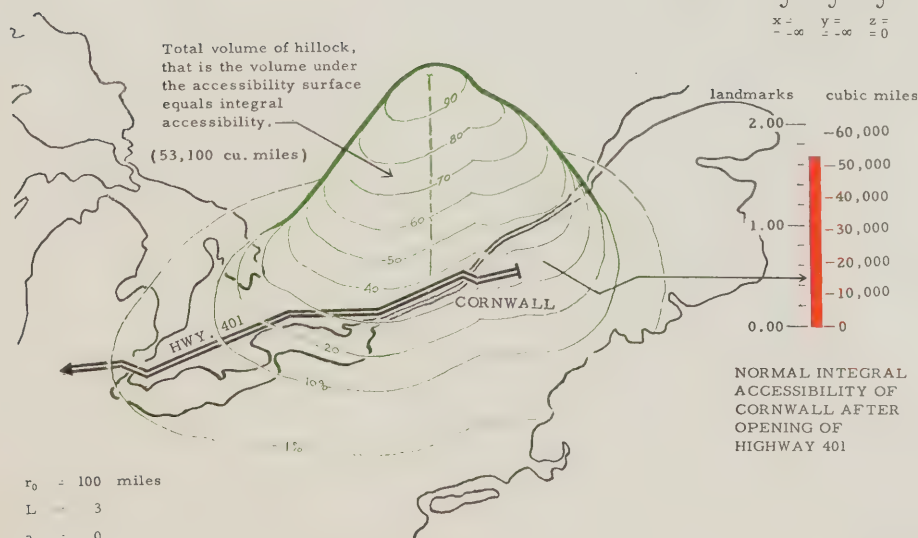 x = y = z =
- -∞ = -∞ = 0
Total volume of hillock,
that is the volume under
the accessibility surface
equals integral
accessibility.
(53,100 cu. miles)
landmarks cubic miles
2.00
60,000
50,000
40,000
1.00
30,000
20,000
10,000
0.00
0
90
80
70
60
50
40
20
10%
1%
HWY. 401
CORNWALL
NORMAL INTEGRAL
ACCESSIBILITY OF
CORNWALL AFTER
OPENING OF
HIGHWAY 401
r₀ = 100 miles
L = 3